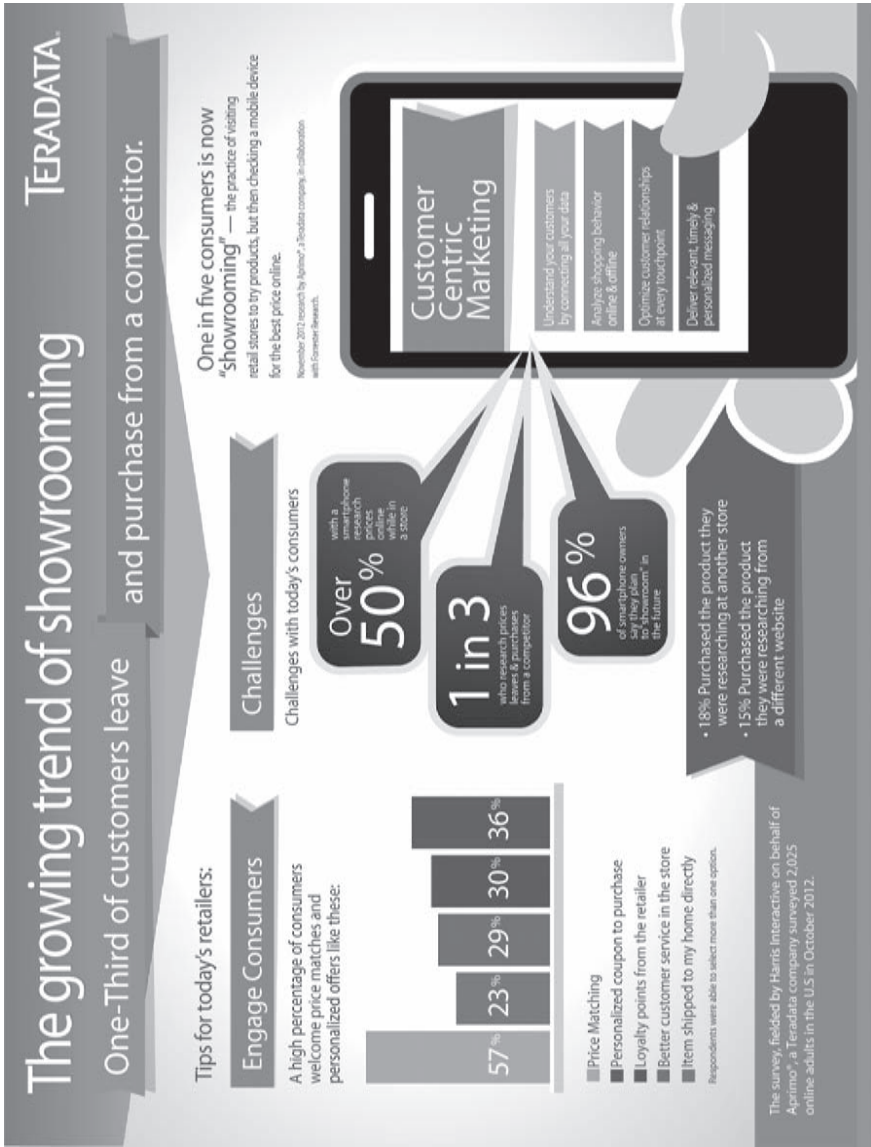 The growing trend of showrooming
TERADATA.
One-Third of customers leave
and purchase from a competitor.
Tips for today's retailers:
Engage Consumers
A high percentage of consumers
welcome price matches and
personalized offers like these:
57%
23%
29%
30%
36%
Price Matching
Personalized coupon to purchase
Loyalty points from the retailer
Better customer service in the store
Item shipped to my home directly
Respondents were able to select more than one option.
The survey, fielded by Harris Interactive on behalf of
Aprimo®, a Teradata company surveyed 2,025
online adults in the U.S in October 2012.
Challenges
Challenges with today's consumers
Over
50%
with a
smartphone
research
prices
online
while in
a store
1 in 3
who research prices
leaves & purchases
from a competitor
96%
of smartphone owners
say they plan
to "showroom" in
the future
• 18% Purchased the product they
were researching at another store
• 15% Purchased the product
they were researching from
a different website
One in five consumers is now
"showrooming" — the practice of visiting
retail stores to try products, but then checking a mobile device
for the best price online.
November 2012 research by Aprimo®, a Teradata company, in collaboration
with Forrester Research.
Customer
Centric
Marketing
Understand your customers
by connecting all your data
Analyze shopping behavior
online & offline
Optimize customer relationships
at every touchpoint
Deliver relevant, timely &
personalized messaging